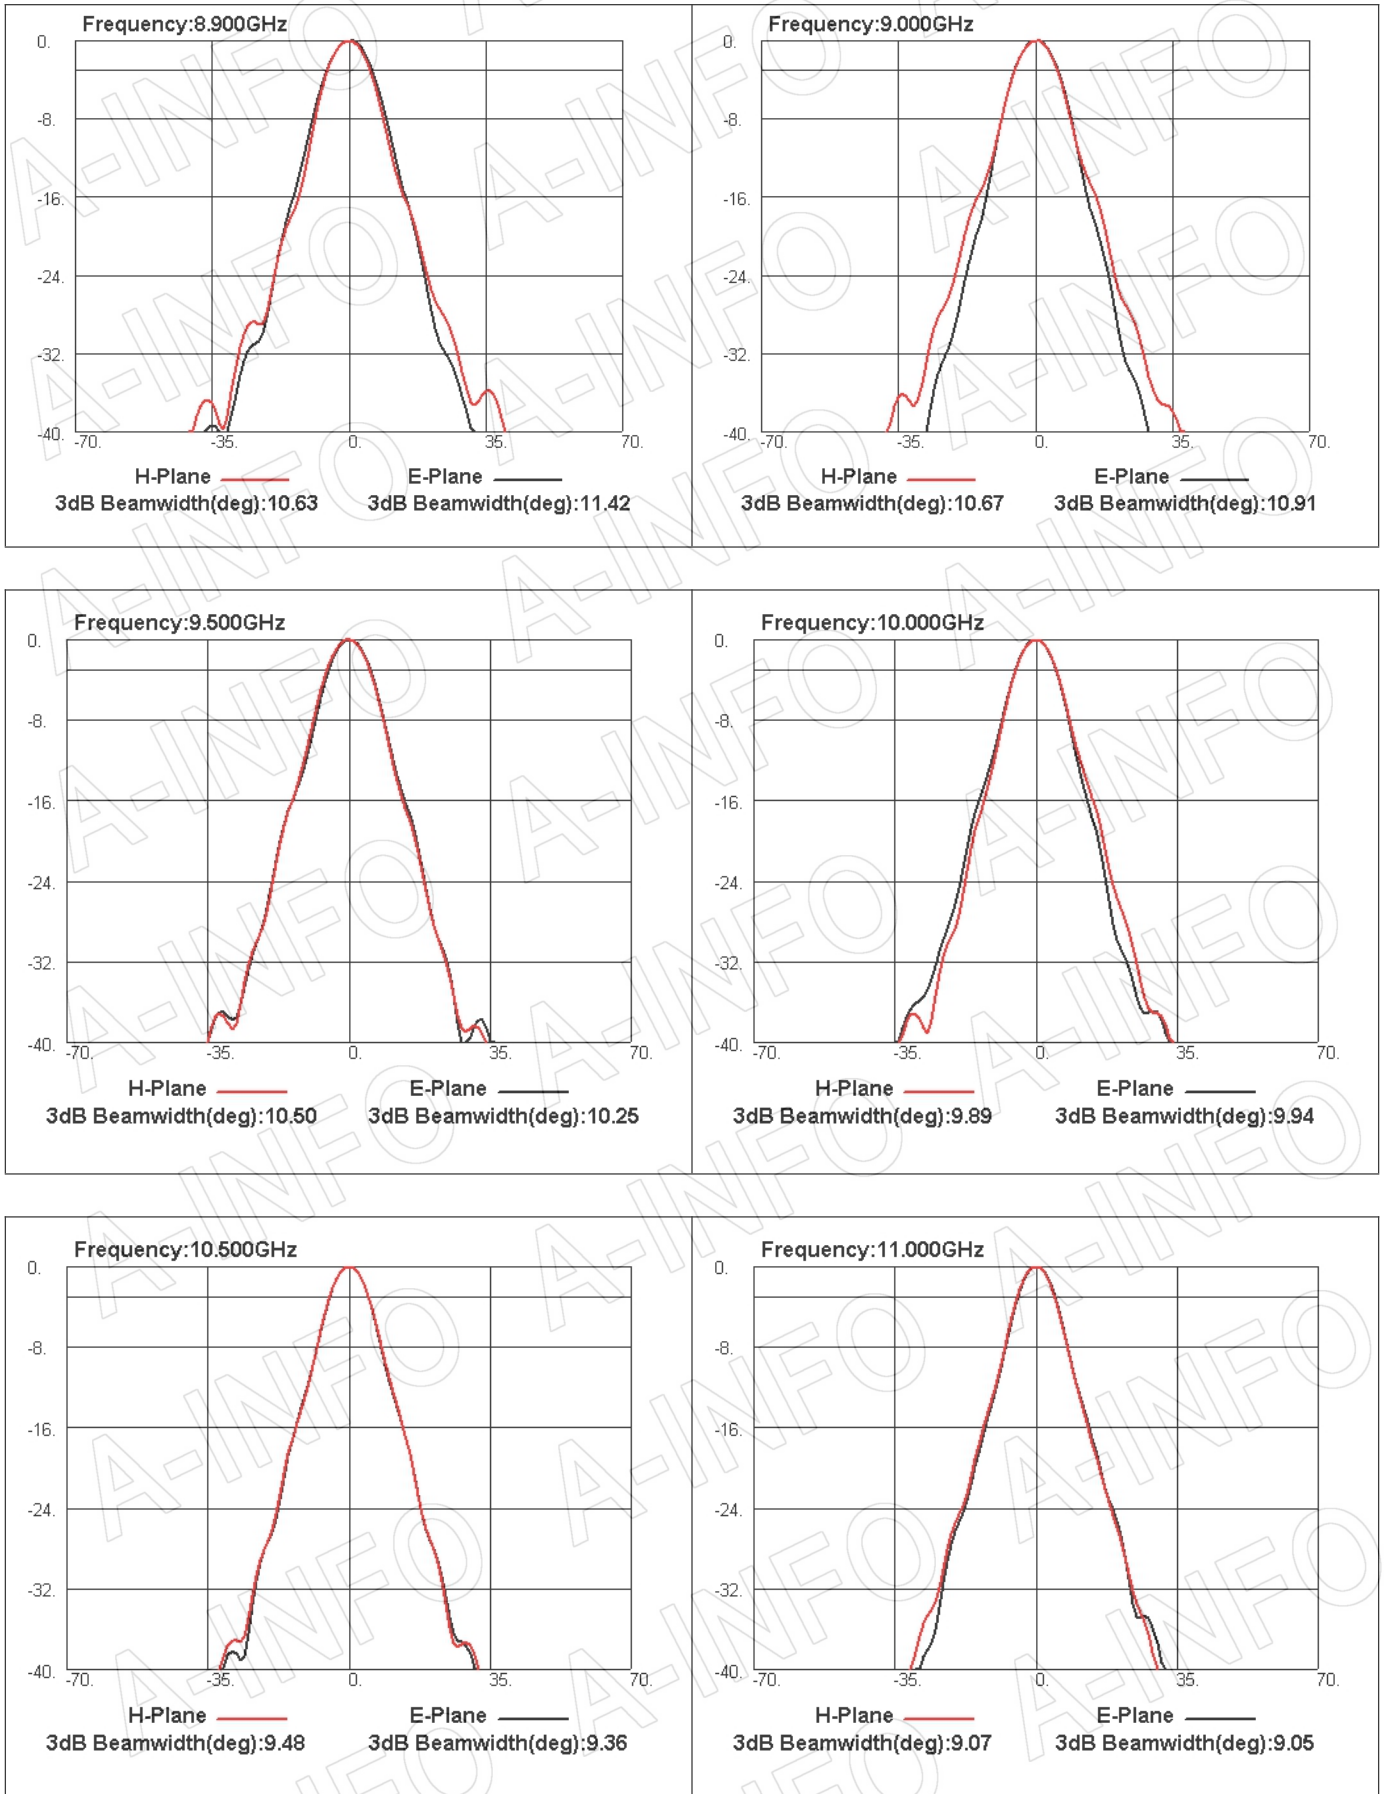 Frequency:8.900GHz
0.
-8.
-16.
-24.
-32.
-40.
-70. -35. 0. 35. 70.
H-Plane E-Plane
3dB Beamwidth(deg):10.63 3dB Beamwidth(deg):11.42
Frequency:9.000GHz
0.
-8.
-16.
-24.
-32.
-40.
-70. -35. 0. 35. 70.
H-Plane E-Plane
3dB Beamwidth(deg):10.67 3dB Beamwidth(deg):10.91
Frequency:9.500GHz
0.
-8.
-16.
-24.
-32.
-40.
-70. -35. 0. 35. 70.
H-Plane E-Plane
3dB Beamwidth(deg):10.50 3dB Beamwidth(deg):10.25
Frequency:10.000GHz
0.
-8.
-16.
-24.
-32.
-40.
-70. -35. 0. 35. 70.
H-Plane E-Plane
3dB Beamwidth(deg):9.89 3dB Beamwidth(deg):9.94
Frequency:10.500GHz
0.
-8.
-16.
-24.
-32.
-40.
-70. -35. 0. 35. 70.
H-Plane E-Plane
3dB Beamwidth(deg):9.48 3dB Beamwidth(deg):9.36
Frequency:11.000GHz
0.
-8.
-16.
-24.
-32.
-40.
-70. -35. 0. 35. 70.
H-Plane E-Plane
3dB Beamwidth(deg):9.07 3dB Beamwidth(deg):9.05
A-INFO